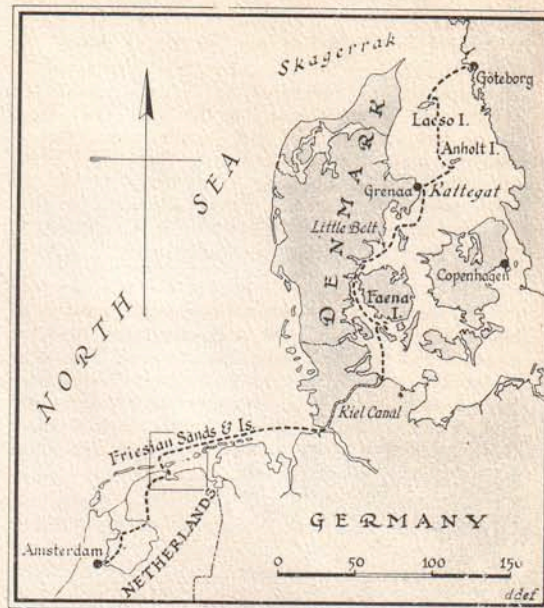 Skagerrak
Göteborg
Laeso I.
Anholt I.
Grenaa
Kattegat
NORTH SEA
DENMARK
Little Belt
Copenhagen
Faena I.
Kiel Canal
Friesian Sands & Is.
NETHERLANDS
Amsterdam
GERMANY
0 50 100 150
ddef